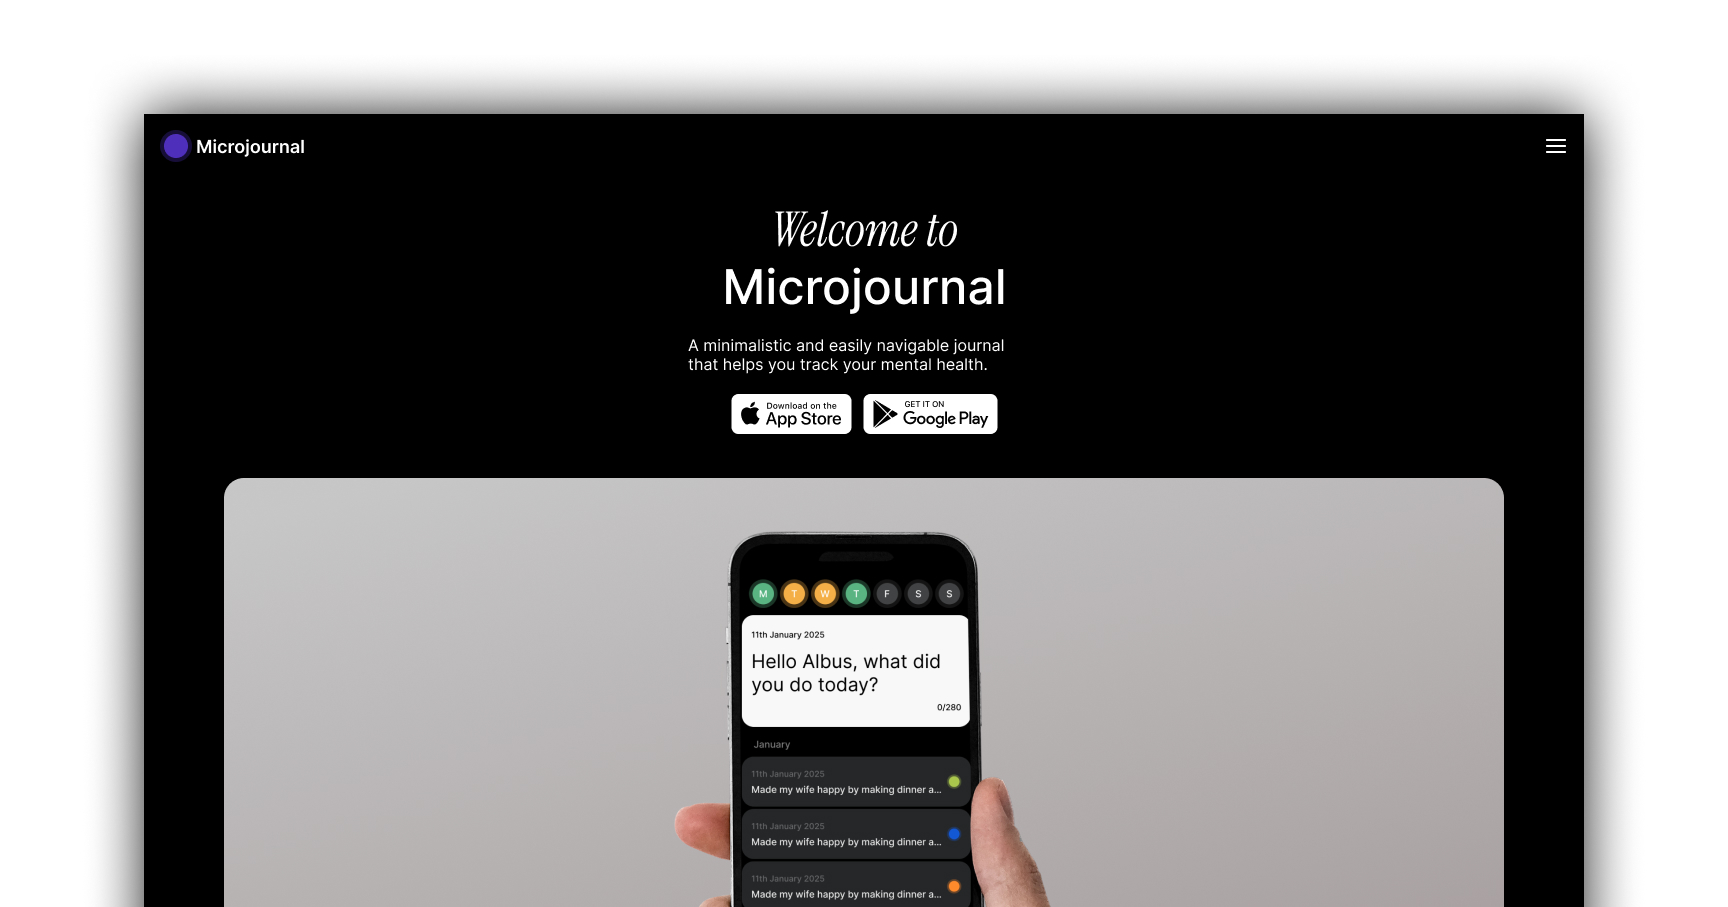 Microjournal
Welcome to
Microjournal
A minimalistic and easily navigable journal
that helps you track your mental health.
Download on the
App Store
GET IT ON
Google Play
M T W T F S S
11th January 2025
Hello Albus, what did
you do today?
0/280
January
11th January 2025
Made my wife happy by making dinner a...
11th January 2025
Made my wife happy by making dinner a...
11th January 2025
Made my wife happy by making dinner a...